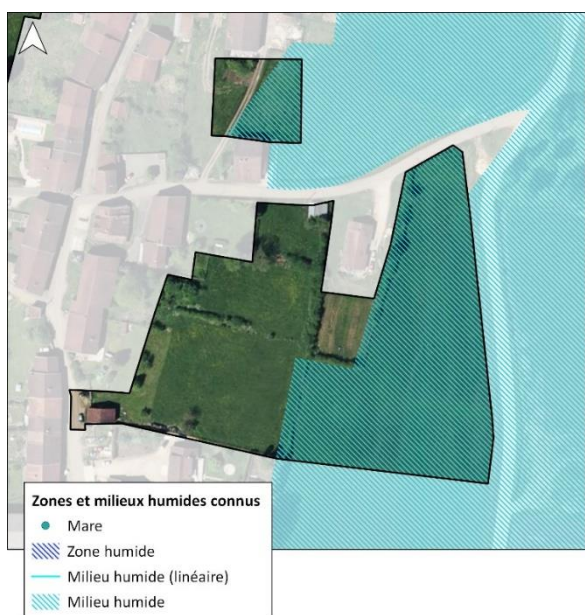 Zones et milieux humides connus
Mare
Zone humide
Milieu humide (linéaire)
Milieu humide